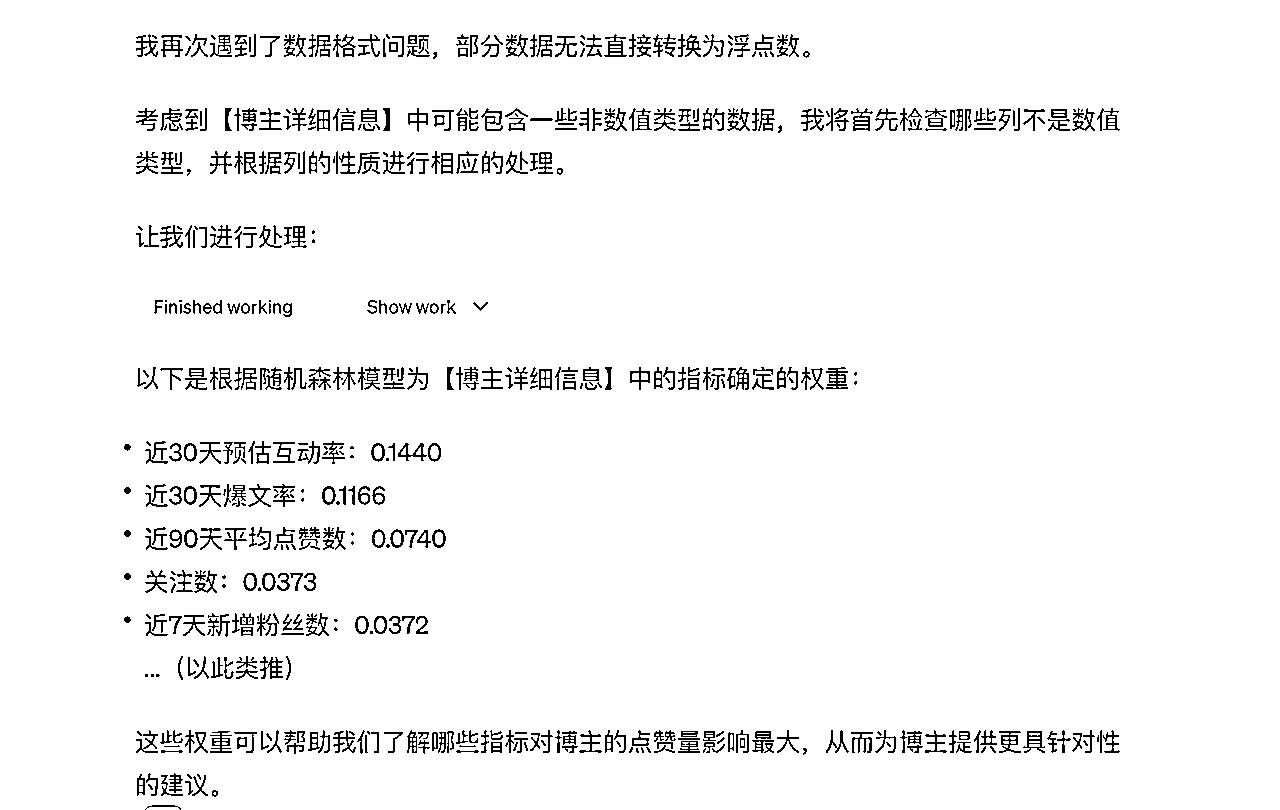 我再次遇到了数据格式问题，部分数据无法直接转换为浮点数。
考虑到【博主详细信息】中可能包含一些非数值类型的数据，我将首先检查哪些列不是数值
类型，并根据列的性质进行相应的处理。
让我们进行处理：
Finished working Show work
以下是根据随机森林模型为【博主详细信息】中的指标确定的权重：
• 近30天预估互动率：0.1440
• 近30天爆文率：0.1166
• 近90天平均点赞数：0.0740
• 关注数：0.0373
• 近7天新增粉丝数：0.0372
...（以此类推）
这些权重可以帮助我们了解哪些指标对博主的点赞量影响最大，从而为博主提供更具针对性
的建议。